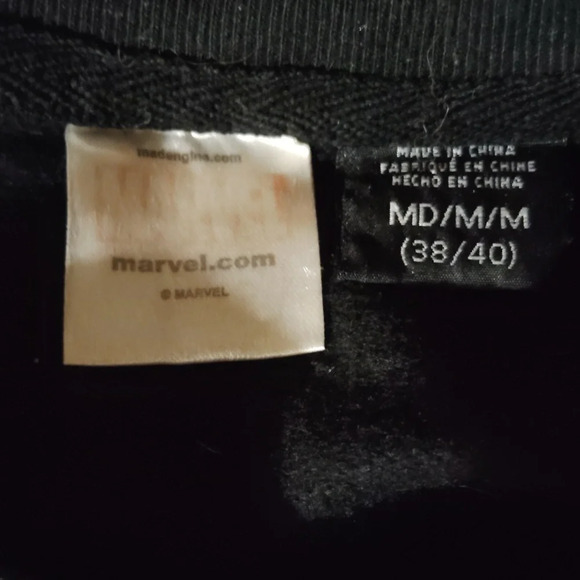 madengine.com
marvel.com
© MARVEL
MADE IN CHINA
FABRIQUÉ EN CHINE
HECHO EN CHINA
MD/M/M
(38/40)